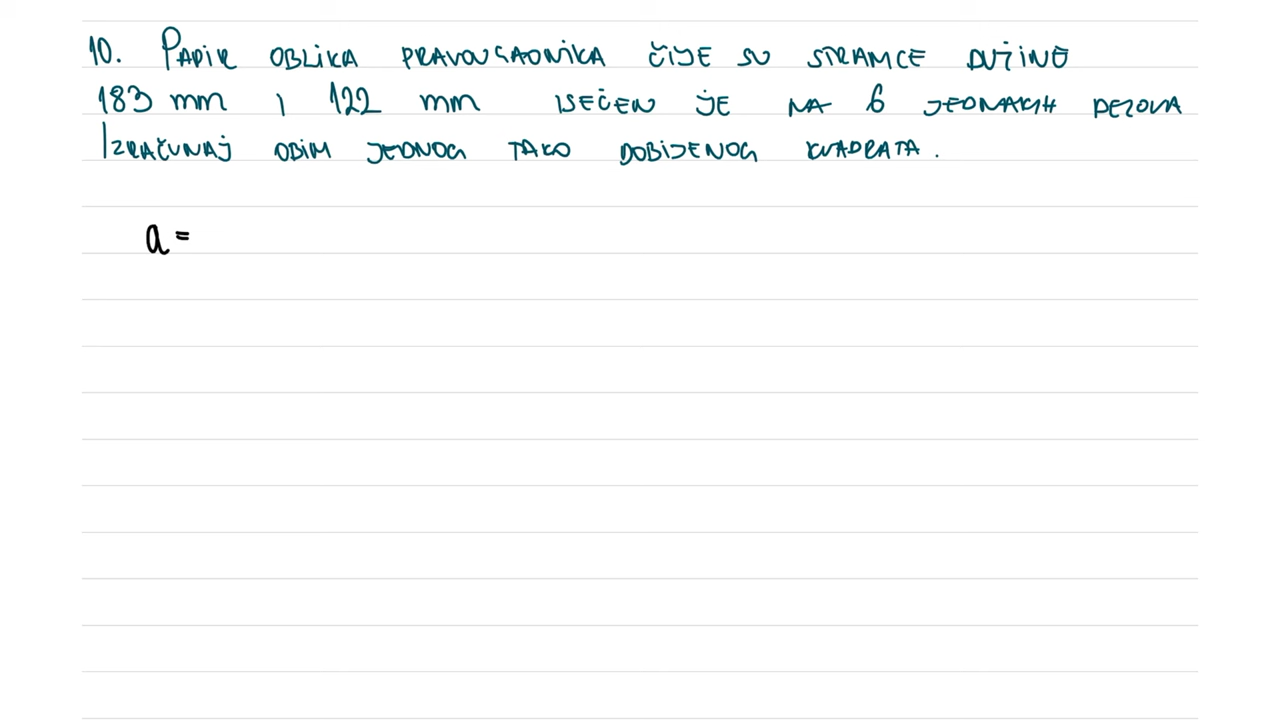 10. PAPIR OBLIKA PRAVOUGAONIKA ČIJE SU STRANICE DUŽINE
183 mm I 122 mm ISEČEN JE NA 6 JEDNAKIH DELOVA
IZRAČUNAJ OBIM JEDNOG TAKO DOBIJENOG KVADRATA.
a =